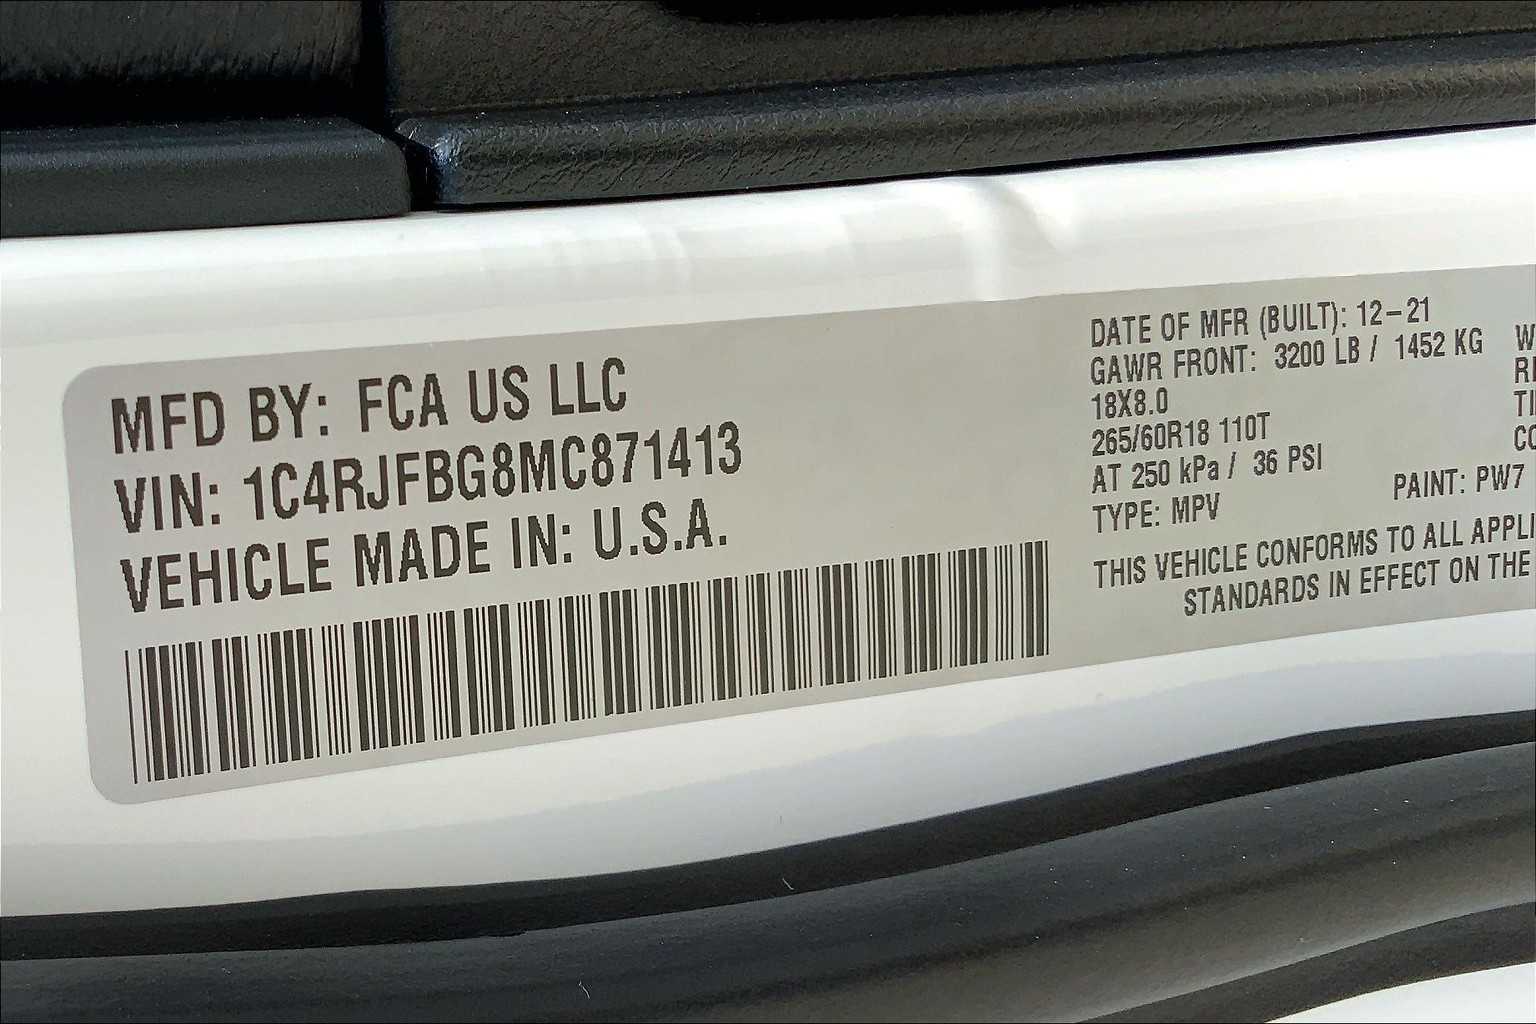 MFD BY: FCA US LLC
VIN: 1C4RJFBG8MC871413
VEHICLE MADE IN: U.S.A.
DATE OF MFR (BUILT): 12-21
GAWR FRONT: 3200 LB / 1452 KG
18X8.0
265/60R18 110T
AT 250 kPa / 36 PSI
TYPE: MPV
PAINT: PW7
THIS VEHICLE CONFORMS TO ALL APPLI
STANDARDS IN EFFECT ON THE